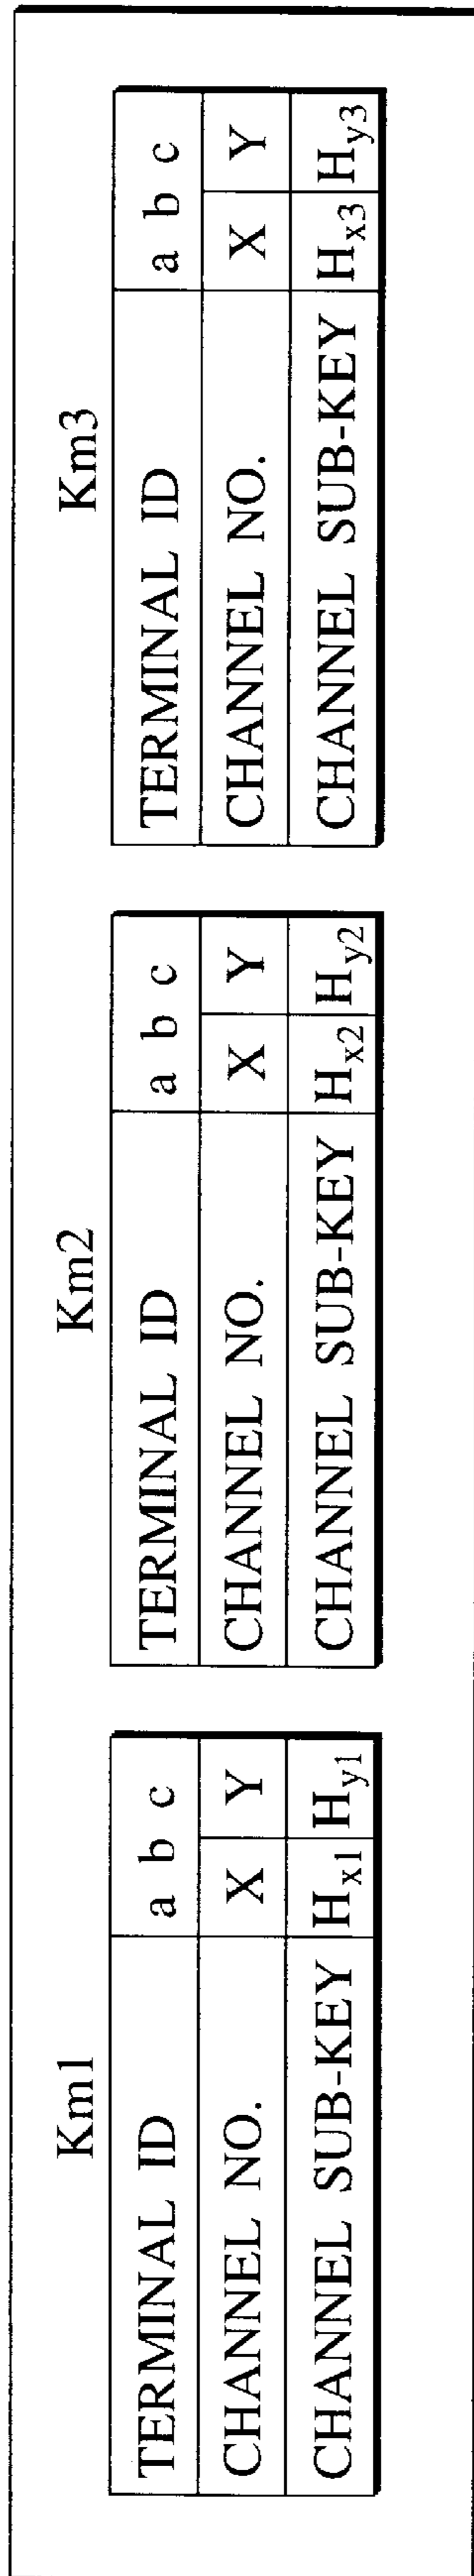 Km1
TERMINAL ID a b c
CHANNEL NO. X Y
CHANNEL SUB-KEY Hx1 Hy1
Km2
TERMINAL ID a b c
CHANNEL NO. X Y
CHANNEL SUB-KEY Hx2 Hy2
Km3
TERMINAL ID a b c
CHANNEL NO. X Y
CHANNEL SUB-KEY Hx3 Hy3